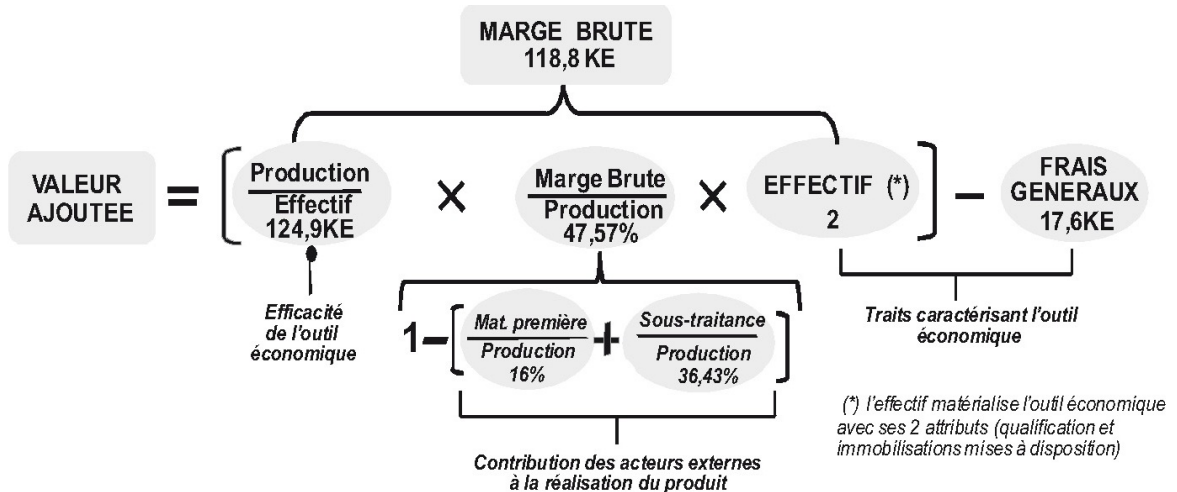 MARGE BRUTE
118,8 KE
VALEUR
AJOUTEE
=
[
Production
Effectif
124,9KE
×
Marge Brute
Production
47,57%
×
EFFECTIF (*)
2
]
−
FRAIS
GENERAUX
17,6KE
Efficacité
de l'outil
économique
1−
[
Mat. première
Production
16%
+
Sous-traitance
Production
36,43%
]
Traits caractérisant l'outil
économique
Contribution des acteurs externes
à la réalisation du produit
(*) l'effectif matérialise l'outil économique
avec ses 2 attributs (qualification et
immobilisations mises à disposition)